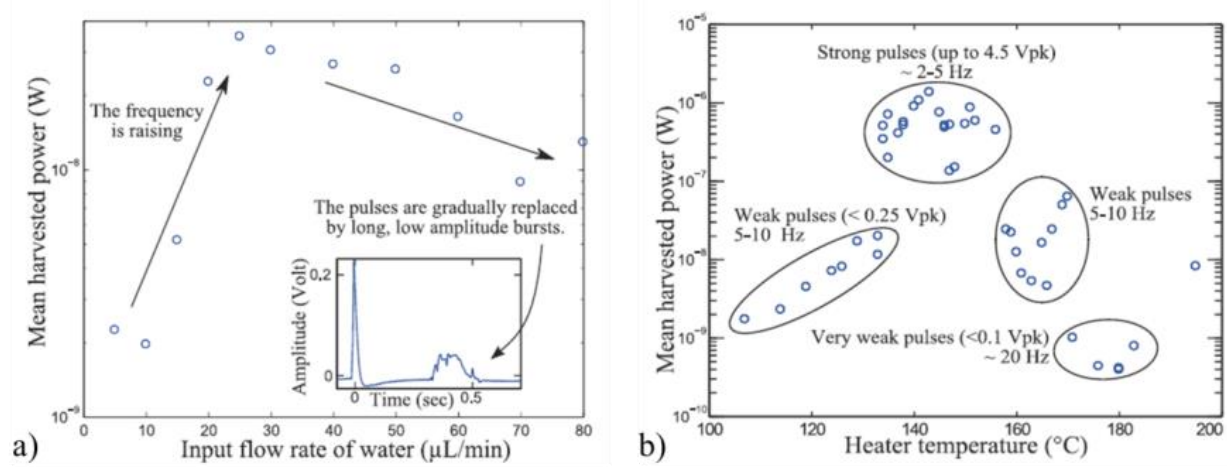 a)
Mean harvested power (W)
10⁻⁸
10⁻⁹
The frequency
is raising
The pulses are gradually replaced
by long, low amplitude bursts.
Amplitude (Volt)
0,2
0
0
0.5
Time (sec)
0 10 20 30 40 50 60 70 80
Input flow rate of water (µL/min)
b)
Mean harvested power (W)
10⁻⁵
10⁻⁶
10⁻⁷
10⁻⁸
10⁻⁹
10⁻¹⁰
Strong pulses (up to 4.5 Vpk)
~ 2-5 Hz
Weak pulses (< 0.25 Vpk)
5-10 Hz
Weak pulses
5-10 Hz
Very weak pulses (<0.1 Vpk)
~ 20 Hz
100 120 140 160 180 200
Heater temperature (°C)